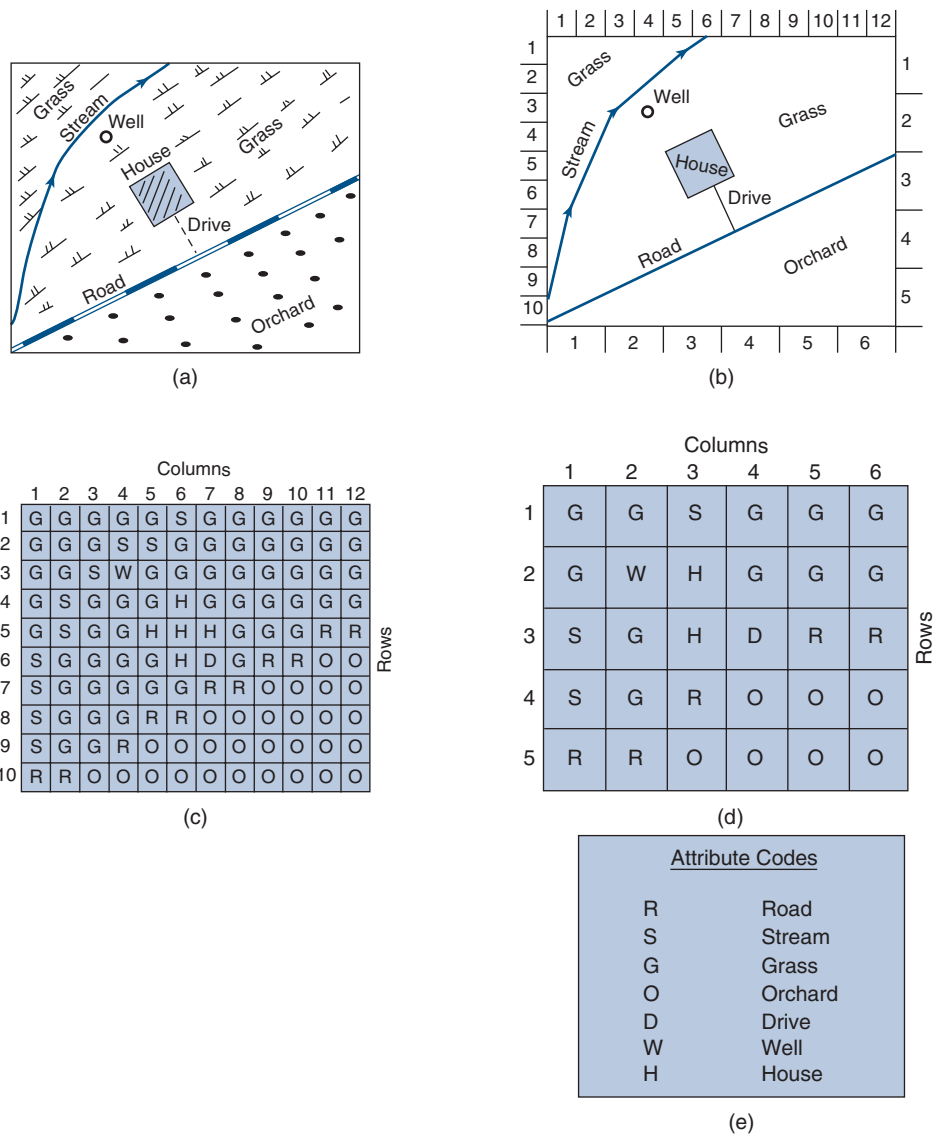 Grass
Stream
Well
Grass
House
Drive
Road
Orchard
(a)
1 2 3 4 5 6 7 8 9 10 11 12
1
2
3
4
5
6
7
8
9
10
Grass
Well
Stream
Grass
House
Drive
Road
Orchard
1
2
3
4
5
1 2 3 4 5 6
(b)
Columns
1 2 3 4 5 6 7 8 9 10 11 12
1 G G G G G S G G G G G G
2 G G G S S G G G G G G G
3 G G S W G G G G G G G G
4 G S G G G H G G G G G G
5 G S G G H H H G G G R R
6 S G G G G H D G R R O O
7 S G G G G G R R O O O O
8 S G G G R R O O O O O O
9 S G G R O O O O O O O O
10 R R O O O O O O O O O O
Rows
(c)
Columns
1 2 3 4 5 6
1 G G S G G G
2 G W H G G G
3 S G H D R R
4 S G R O O O
5 R R O O O O
Rows
(d)
Attribute Codes
R Road
S Stream
G Grass
O Orchard
D Drive
W Well
H House
(e)